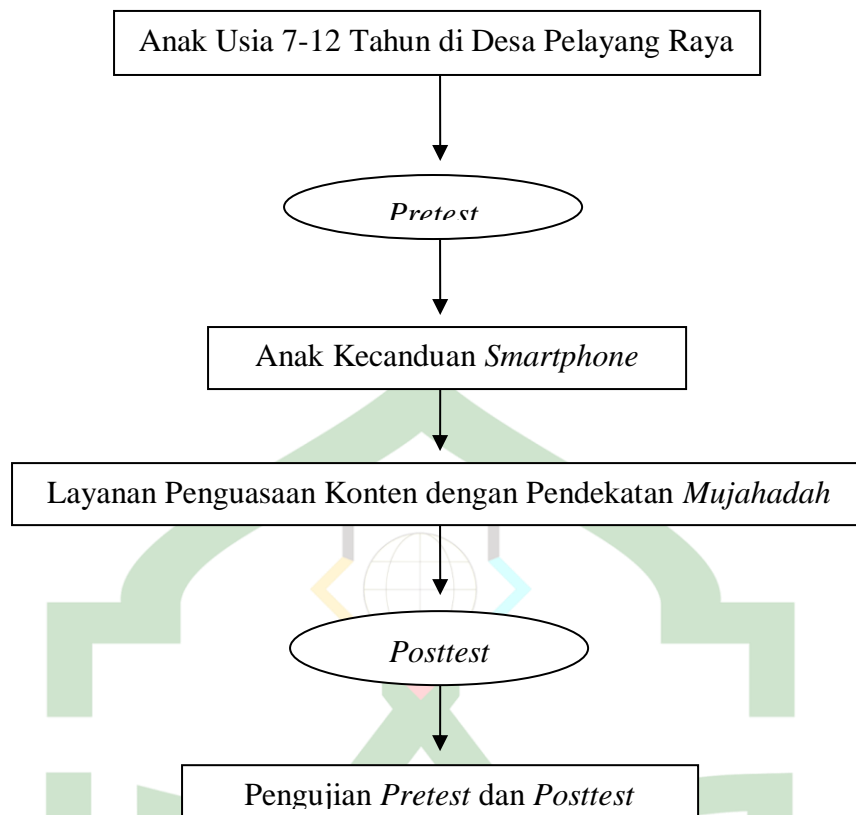 Anak Usia 7-12 Tahun di Desa Pelayang Raya
Pretest
Anak Kecanduan Smartphone
Layanan Penguasaan Konten dengan Pendekatan Mujahadah
Posttest
Pengujian Pretest dan Posttest